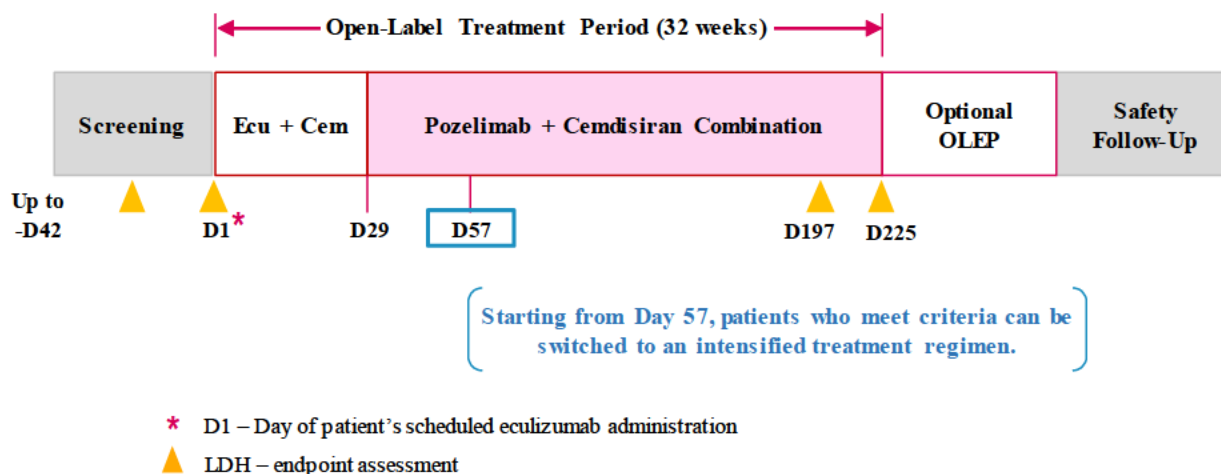 Open-Label Treatment Period (32 weeks)
Screening
Ecu + Cem
Pozelimab + Cemdisiran Combination
Optional
OLEP
Safety
Follow-Up
Up to
-D42
D1*
D29
D57
D197
D225
Starting from Day 57, patients who meet criteria can be
switched to an intensified treatment regimen.
* D1 – Day of patient's scheduled eculizumab administration
LDH – endpoint assessment